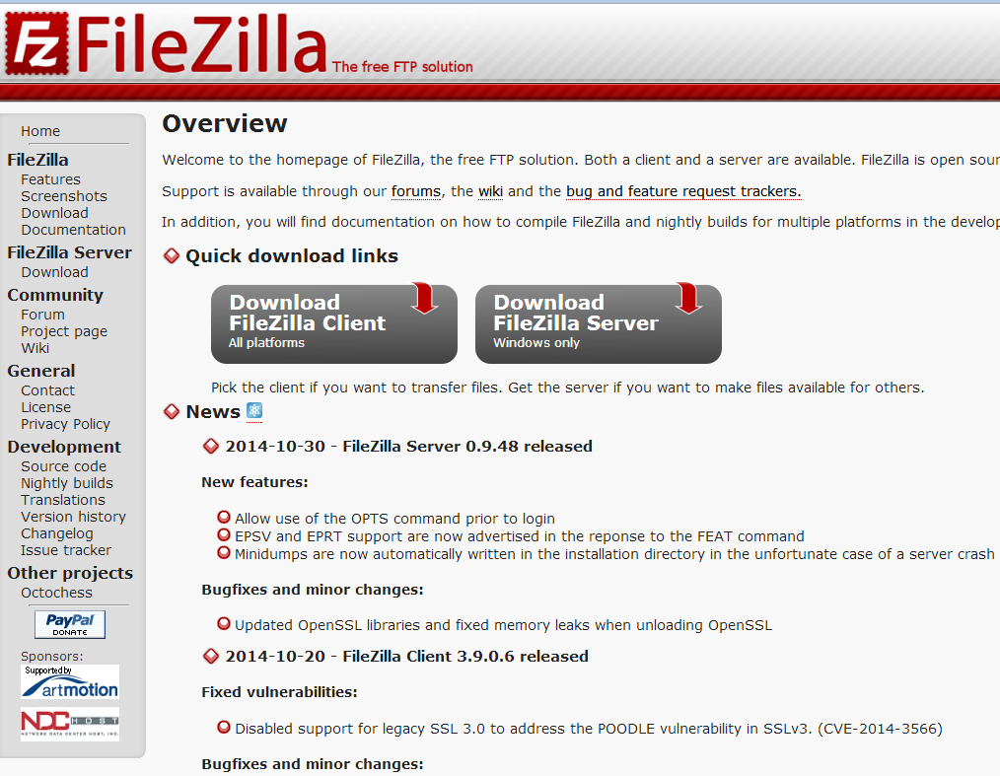 Fz FileZilla The free FTP solution
Home
FileZilla
Features
Screenshots
Download
Documentation
FileZilla Server
Download
Community
Forum
Project page
Wiki
General
Contact
License
Privacy Policy
Development
Source code
Nightly builds
Translations
Version history
Changelog
Issue tracker
Other projects
Octochess
PayPal
DONATE
Sponsors:
Supported by
artmotion
NDC HOST
NETWORK DATA CENTER HOST, INC.
Overview
Welcome to the homepage of FileZilla, the free FTP solution. Both a client and a server are available. FileZilla is open sour
Support is available through our forums, the wiki and the bug and feature request trackers.
In addition, you will find documentation on how to compile FileZilla and nightly builds for multiple platforms in the develop
Quick download links
Download
FileZilla Client
All platforms
Download
FileZilla Server
Windows only
Pick the client if you want to transfer files. Get the server if you want to make files available for others.
News
2014-10-30 - FileZilla Server 0.9.48 released
New features:
Allow use of the OPTS command prior to login
EPSV and EPRT support are now advertised in the reponse to the FEAT command
Minidumps are now automatically written in the installation directory in the unfortunate case of a server crash
Bugfixes and minor changes:
Updated OpenSSL libraries and fixed memory leaks when unloading OpenSSL
2014-10-20 - FileZilla Client 3.9.0.6 released
Fixed vulnerabilities:
Disabled support for legacy SSL 3.0 to address the POODLE vulnerability in SSLv3. (CVE-2014-3566)
Bugfixes and minor changes: